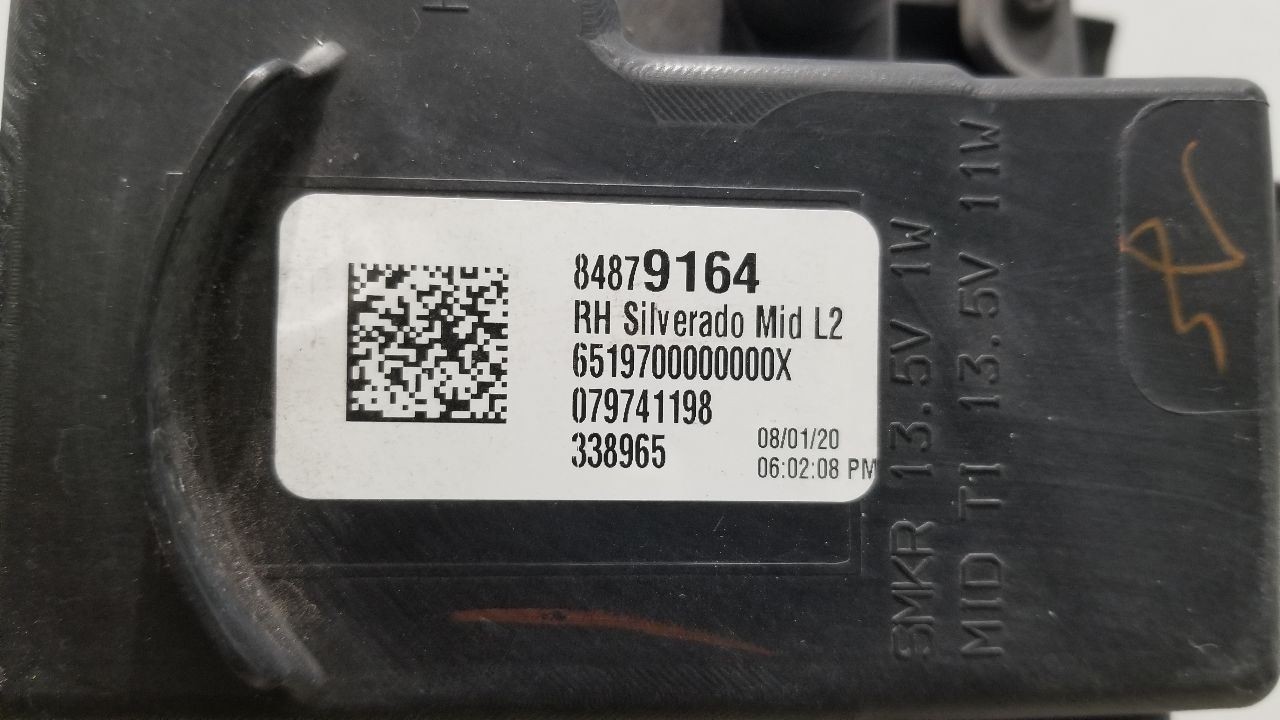 84879164
RH Silverado Mid L2
6519700000000X
079741198
338965
08/01/20
06:02:08 PM
SMKR 13.5V 1W
MID TI 13.5V 11W